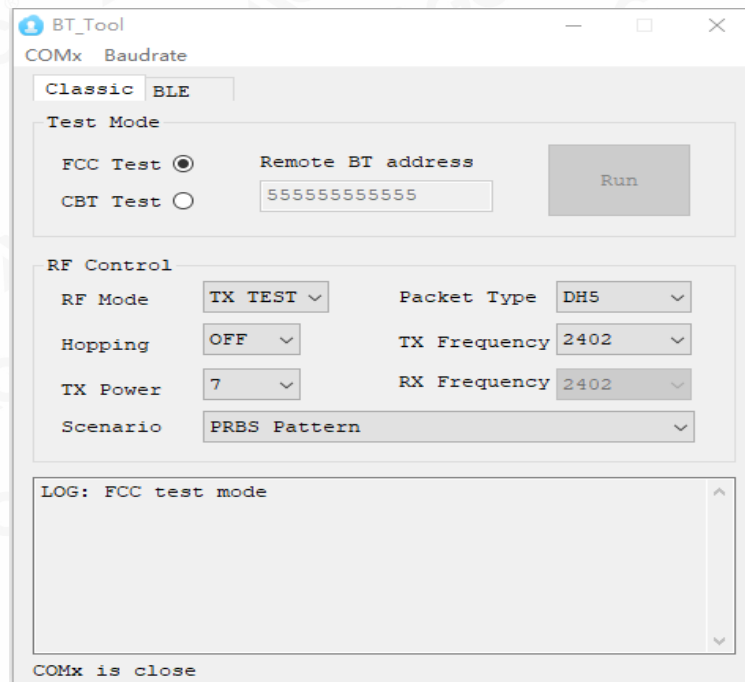 BT_Tool
COMx Baudrate
Classic BLE
Test Mode
FCC Test Remote BT address
Run
CBT Test 555555555555
RF Control
RF Mode TX TEST Packet Type DH5
Hopping OFF TX Frequency 2402
TX Power 7 RX Frequency 2402
Scenario PRBS Pattern
LOG: FCC test mode
COMx is close